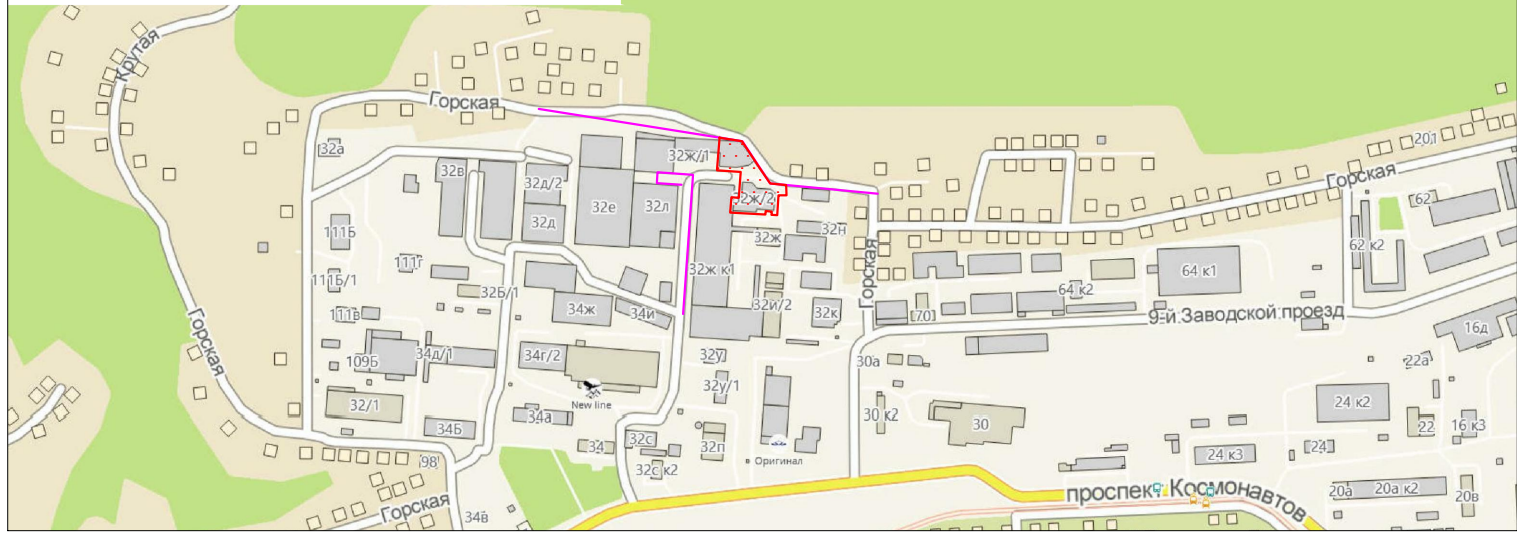 Крутая
Горская
201
32а
32ж/1
32в
32д/2
Горская
32ж/2
62
32е
32л
32д
32н
111Б
32ж
62 к2
111Г
32ж к1
64 к1
Горская
111Б/1
32Б/1
64 к2
32и/2
34ж
34и
32к
70
111в
9-й Заводской проезд
16д
Горская
34д/1
34г/2
32у
30а
22а
109Б
32у/1
New line
32/1
24 к2
34а
30 к2
30
22
16 к3
34Б
32с
34
32п
24
24 к3
Оригинал
98
32с к2
проспект Космонавтов
20а
20а к2
20в
Горская
34в